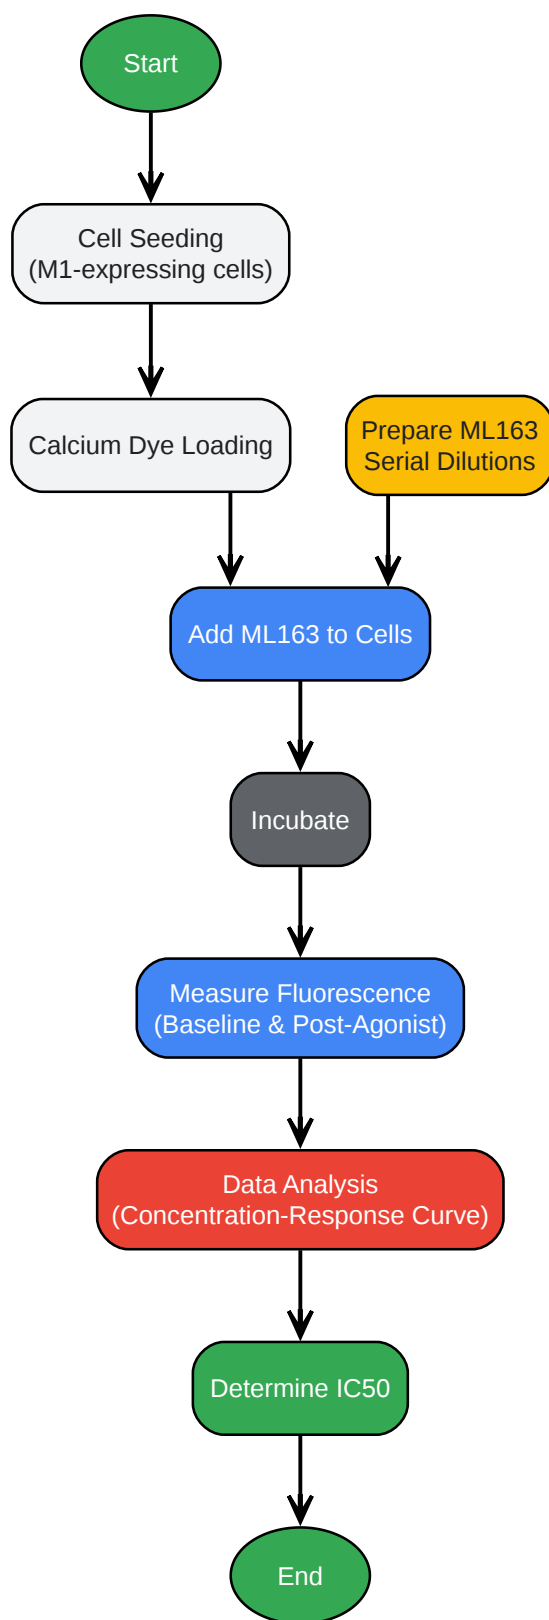 Start
Cell Seeding
(M1-expressing cells)
Calcium Dye Loading
Prepare ML163
Serial Dilutions
Add ML163 to Cells
Incubate
Measure Fluorescence
(Baseline & Post-Agonist)
Data Analysis
(Concentration-Response Curve)
Determine IC50
End